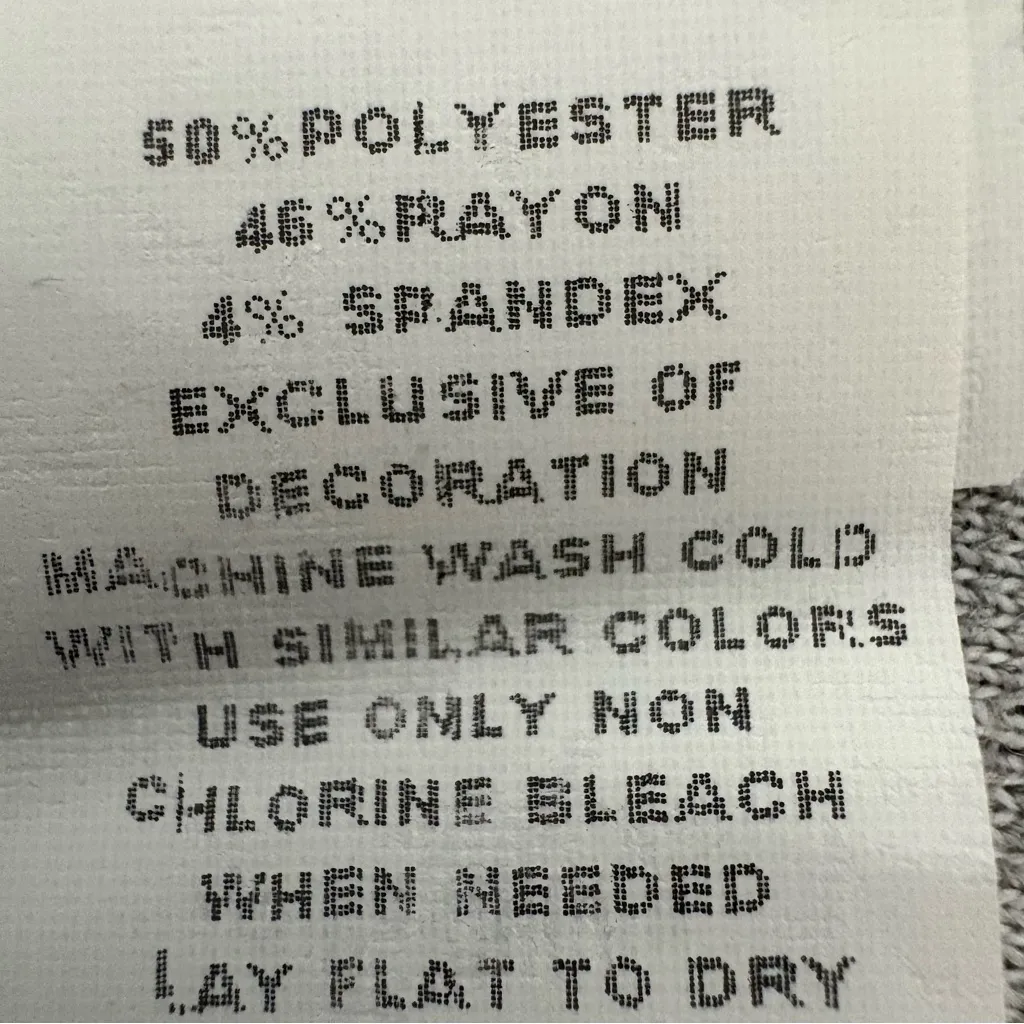 50%POLYESTER
46%RAYON
4% SPANDEX
EXCLUSIVE OF
DECORATION
MACHINE WASH COLD
WITH SIMILAR COLORS
USE ONLY NON
CHLORINE BLEACH
WHEN NEEDED
LAY FLAT TO DRY